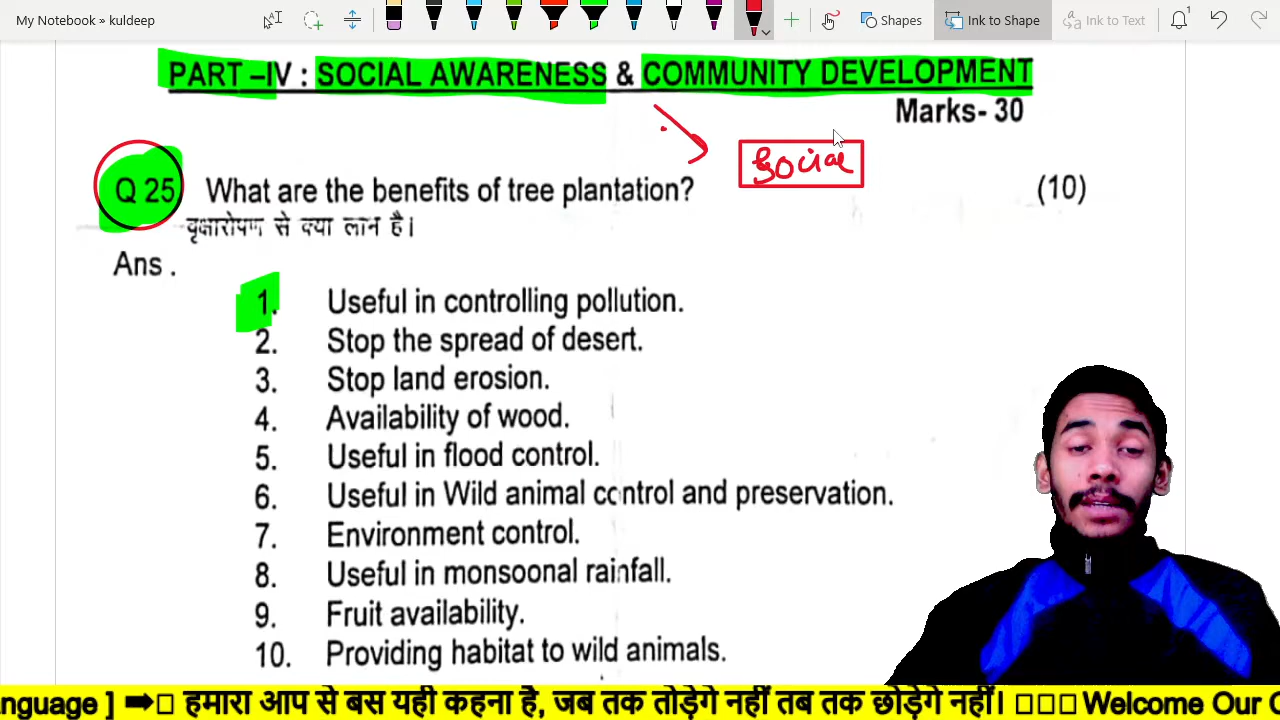 My Notebook » kuldeep
Shapes
Ink to Shape
Ink to Text
1
PART –IV : SOCIAL AWARENESS & COMMUNITY DEVELOPMENT
Marks- 30
Social
Q 25 What are the benefits of tree plantation? (10)
वृक्षारोपण से क्या लाभ है।
Ans .
1. Useful in controlling pollution.
2. Stop the spread of desert.
3. Stop land erosion.
4. Availability of wood.
5. Useful in flood control.
6. Useful in Wild animal control and preservation.
7. Environment control.
8. Useful in monsoonal rainfall.
9. Fruit availability.
10. Providing habitat to wild animals.
nguage ] ➡ हमारा आप से बस यही कहना है, जब तक तोड़ेगे नहीं तब तक छोड़ेगे नहीं। Welcome Our